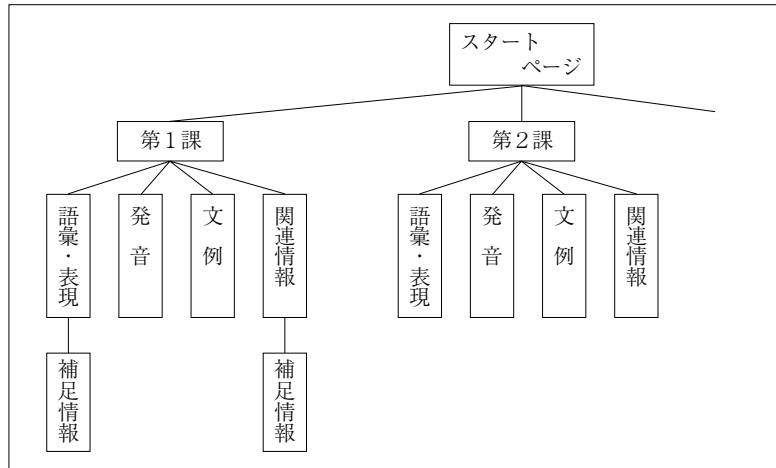 スタート
ページ
第1課
第2課
語彙・表現
発音
文例
関連情報
語彙・表現
発音
文例
関連情報
補足情報
補足情報